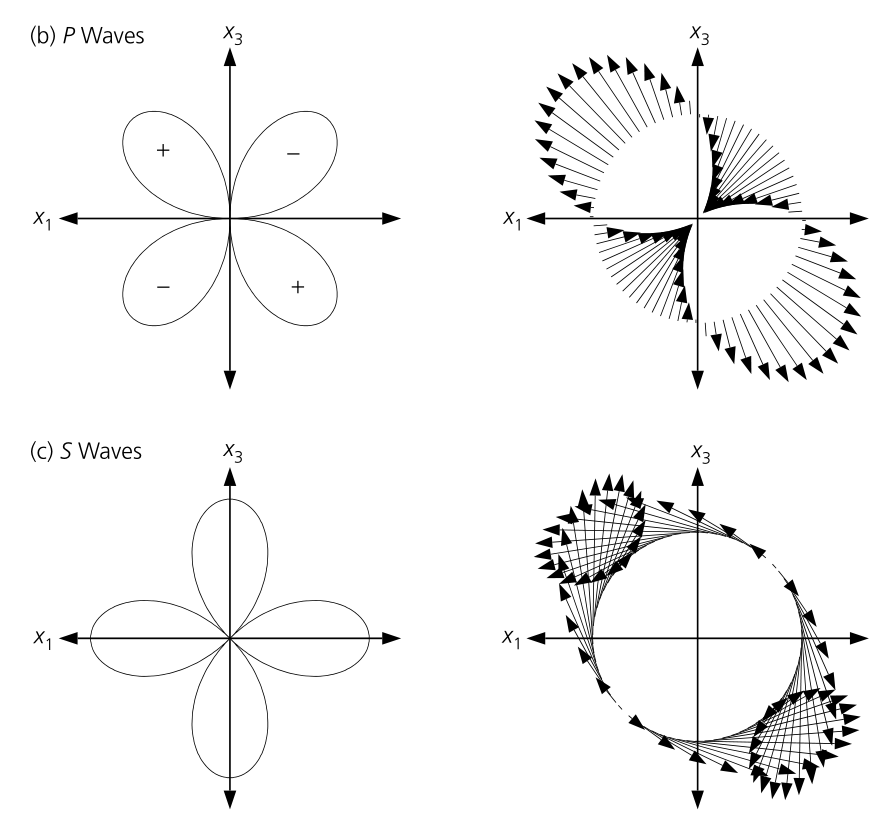 (b) P Waves
x3
x3
+
−
x1
x1
−
+
(c) S Waves
x3
x3
x1
x1